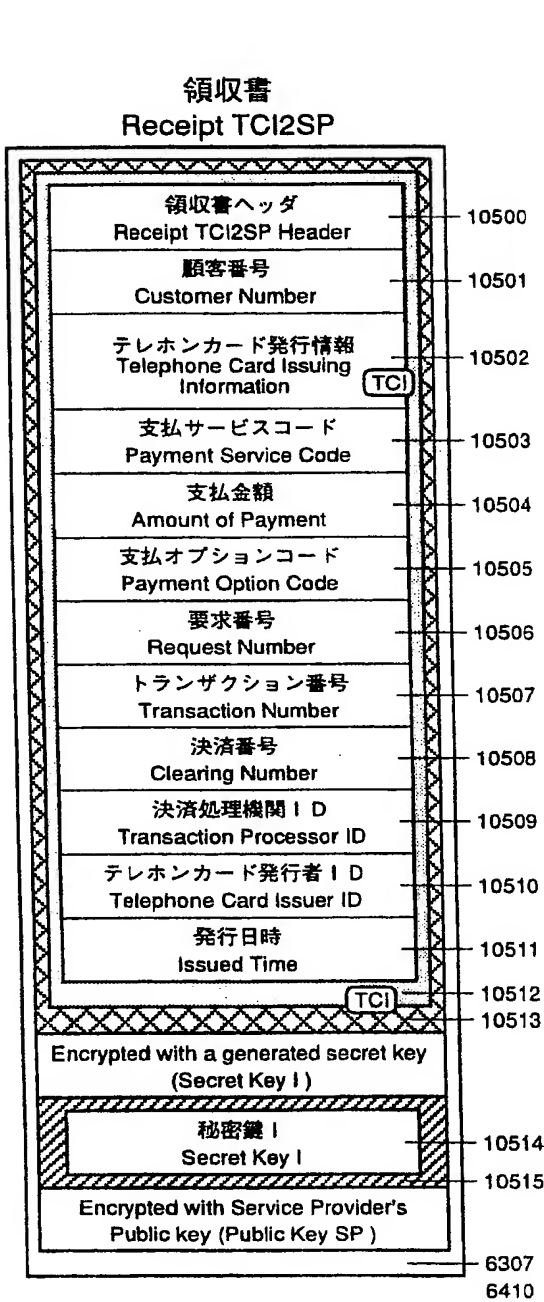 領収書
Receipt TCI2SP
領収書ヘッダ
Receipt TCI2SP Header
10500
顧客番号
Customer Number
10501
テレホンカード発行情報
Telephone Card Issuing
Information
TCI
10502
支払サービスコード
Payment Service Code
10503
支払金額
Amount of Payment
10504
支払オプションコード
Payment Option Code
10505
要求番号
Request Number
10506
トランザクション番号
Transaction Number
10507
決済番号
Clearing Number
10508
決済処理機関ID
Transaction Processor ID
10509
テレホンカード発行者ID
Telephone Card Issuer ID
10510
発行日時
Issued Time
10511
TCI
10512
10513
Encrypted with a generated secret key
(Secret Key I)
秘密鍵I
Secret Key I
10514
10515
Encrypted with Service Provider's
Public key (Public Key SP )
6307
6410